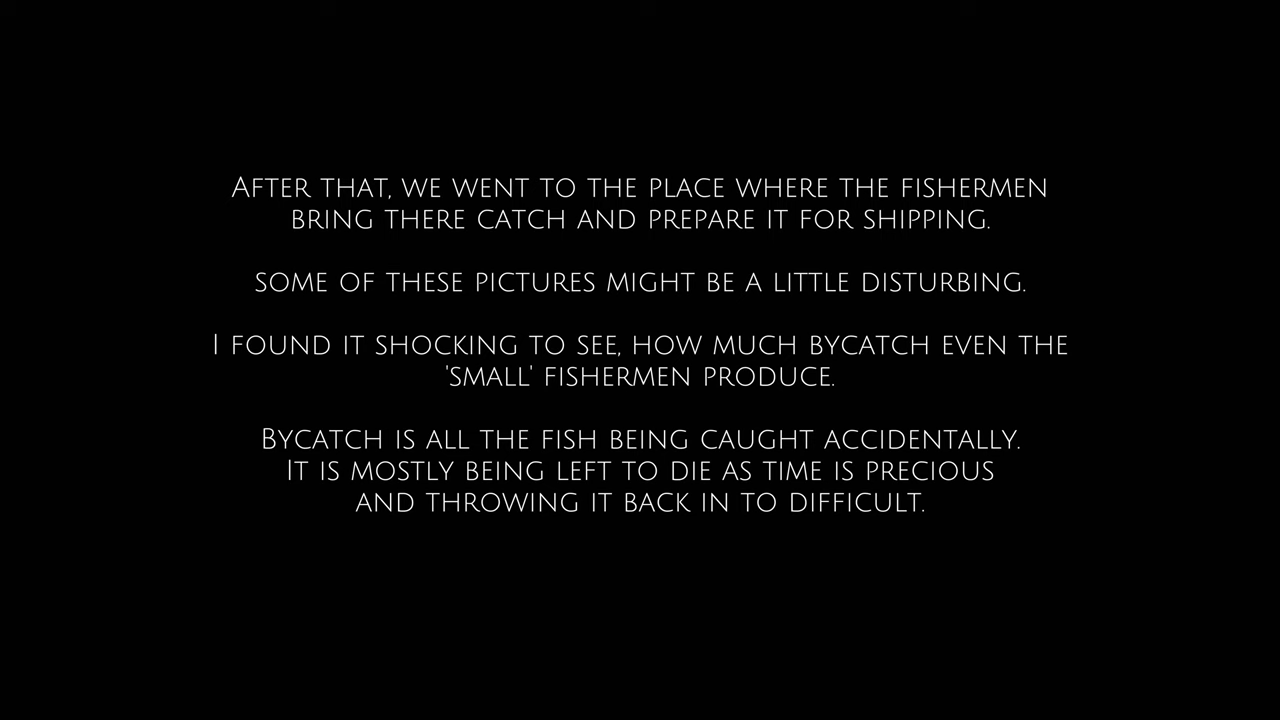 After that, we went to the place where the fishermen
bring there catch and prepare it for shipping.
some of these pictures might be a little disturbing.
I found it shocking to see, how much bycatch even the
'small' fishermen produce.
Bycatch is all the fish being caught accidentally.
It is mostly being left to die as time is precious
and throwing it back in to difficult.